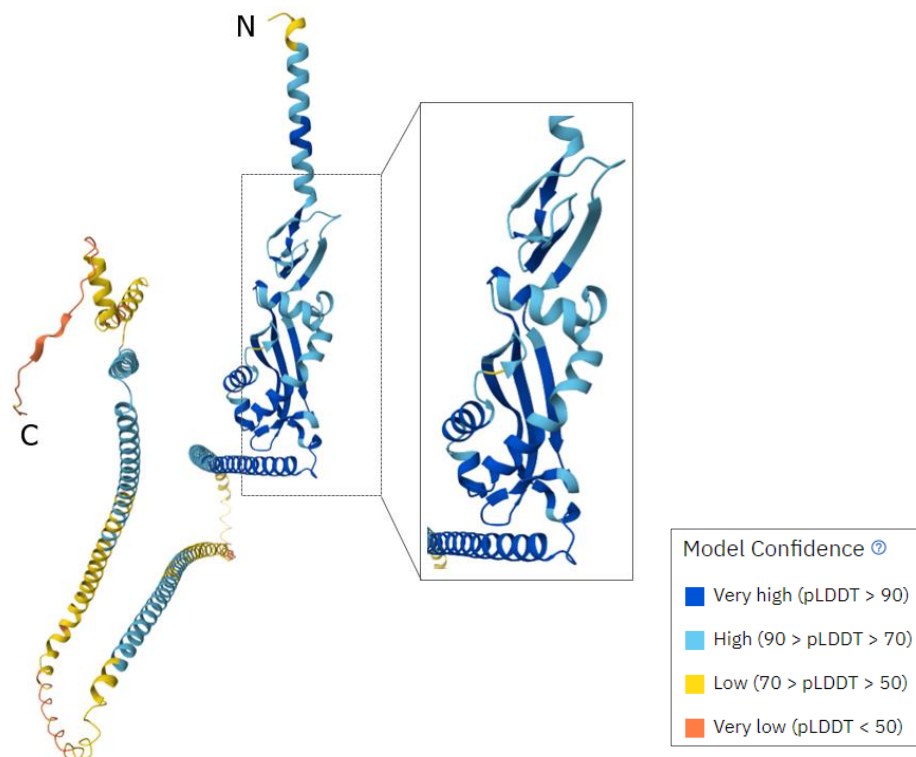 N
C
Model Confidence ?
Very high (pLDDT > 90)
High (90 > pLDDT > 70)
Low (70 > pLDDT > 50)
Very low (pLDDT < 50)